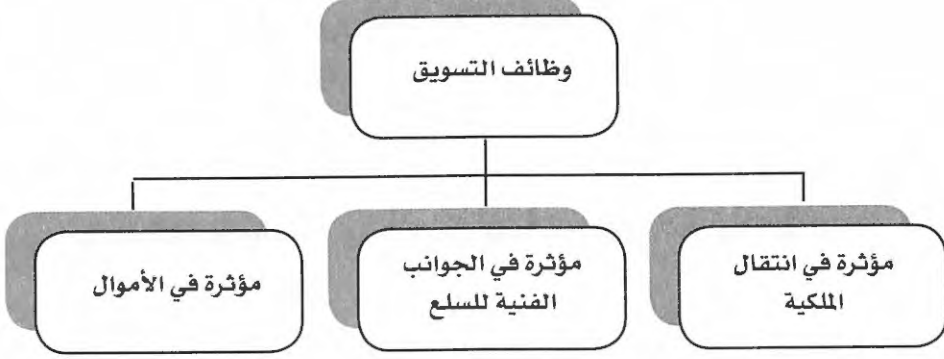 وظائف التسويق
مؤثرة في انتقال
الملكية
مؤثرة في الجوانب
الفنية للسلع
مؤثرة في الأموال